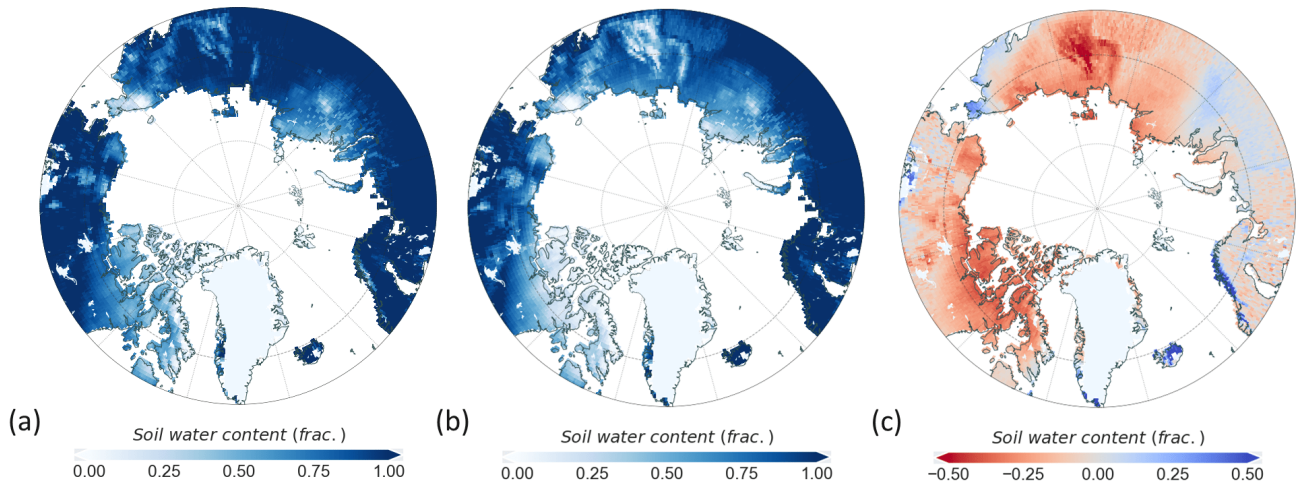 (a)
Soil water content (frac.)
0.00 0.25 0.50 0.75 1.00
(b)
Soil water content (frac.)
0.00 0.25 0.50 0.75 1.00
(c)
Soil water content (frac.)
−0.50 −0.25 0.00 0.25 0.50